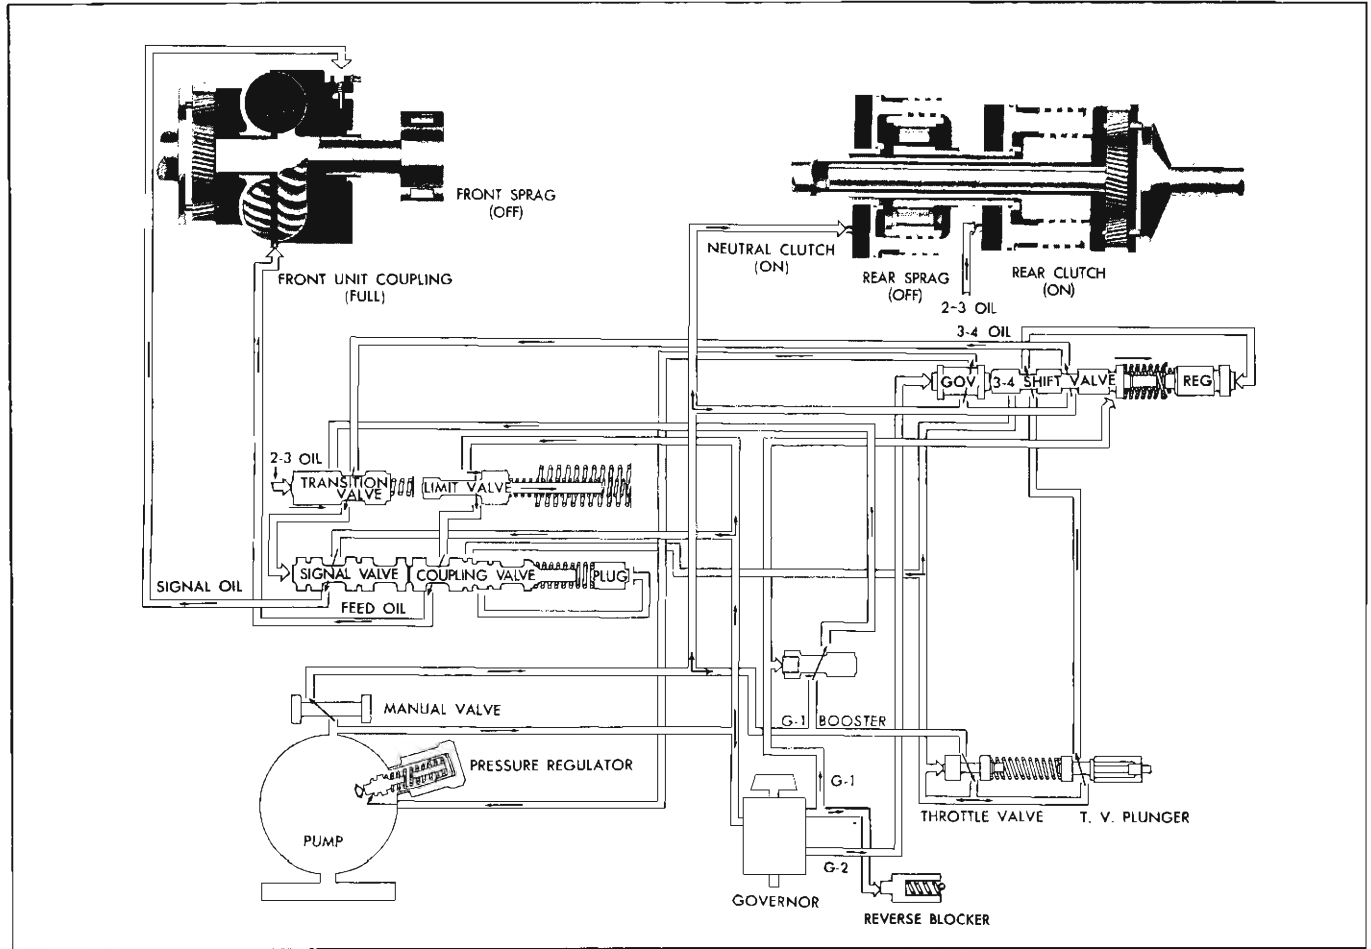 FRONT SPRAG
(OFF)
NEUTRAL CLUTCH
(ON)
FRONT UNIT COUPLING
(FULL)
REAR SPRAG
(OFF)
REAR CLUTCH
(ON)
2-3 OIL
3-4 OIL
GOV.
3-4 SHIFT VALVE
REG
2-3 OIL
TRANSITION
VALVE
LIMIT VALVE
SIGNAL VALVE
COUPLING VALVE
PLUG
SIGNAL OIL
FEED OIL
MANUAL VALVE
G-1 BOOSTER
PRESSURE REGULATOR
G-1
THROTTLE VALVE
T. V. PLUNGER
PUMP
G-2
GOVERNOR
REVERSE BLOCKER